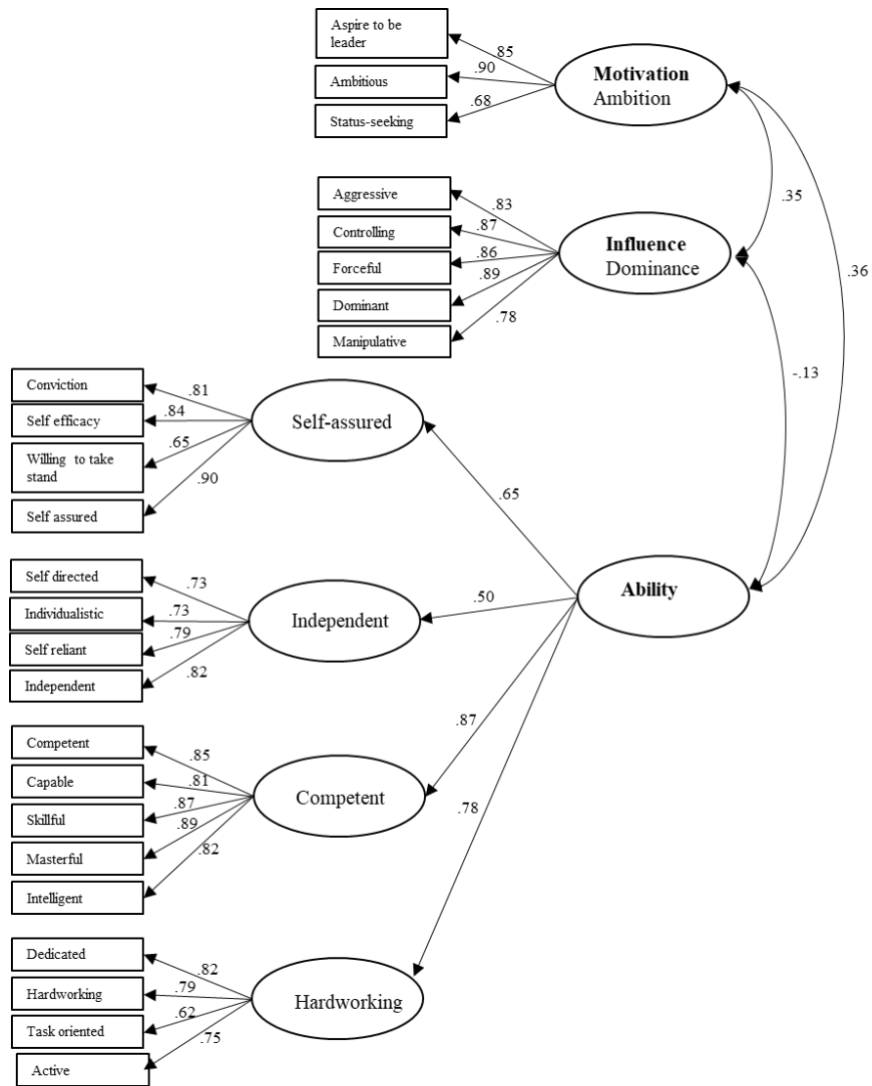 Aspire to be
leader
.85
Ambitious
.90
Status-seeking
.68
Motivation
Ambition
Aggressive
.83
Controlling
.87
Forceful
.86
Dominant
.89
Manipulative
.78
Influence
Dominance
.35
.36
-.13
Conviction
.81
Self efficacy
.84
Willing to take
stand
.65
Self assured
.90
Self-assured
.65
Self directed
.73
Individualistic
.73
Self reliant
.79
Independent
.82
Independent
.50
Ability
Competent
.85
Capable
.81
Skillful
.87
Masterful
.89
Intelligent
.82
Competent
.87
.78
Dedicated
.82
Hardworking
.79
Task oriented
.62
Active
.75
Hardworking